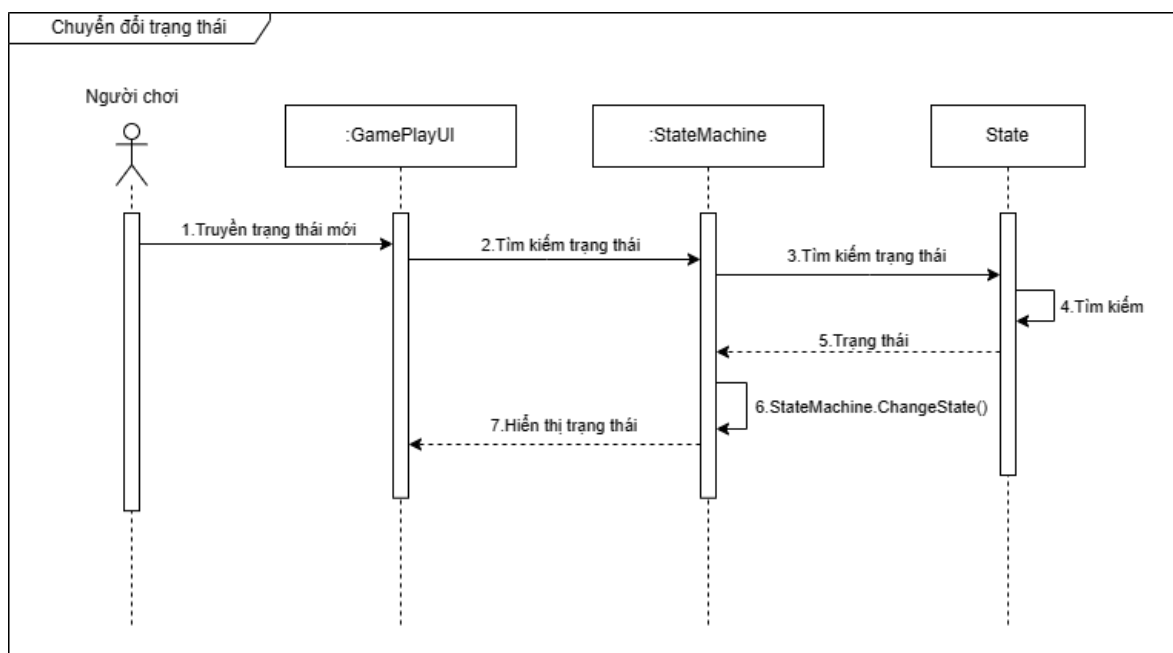 Chuyển đổi trạng thái
Người chơi
:GamePlayUI
:StateMachine
State
1.Truyền trạng thái mới
2.Tìm kiếm trạng thái
3.Tìm kiếm trạng thái
4.Tìm kiếm
5.Trạng thái
6.StateMachine.ChangeState()
7.Hiển thị trạng thái